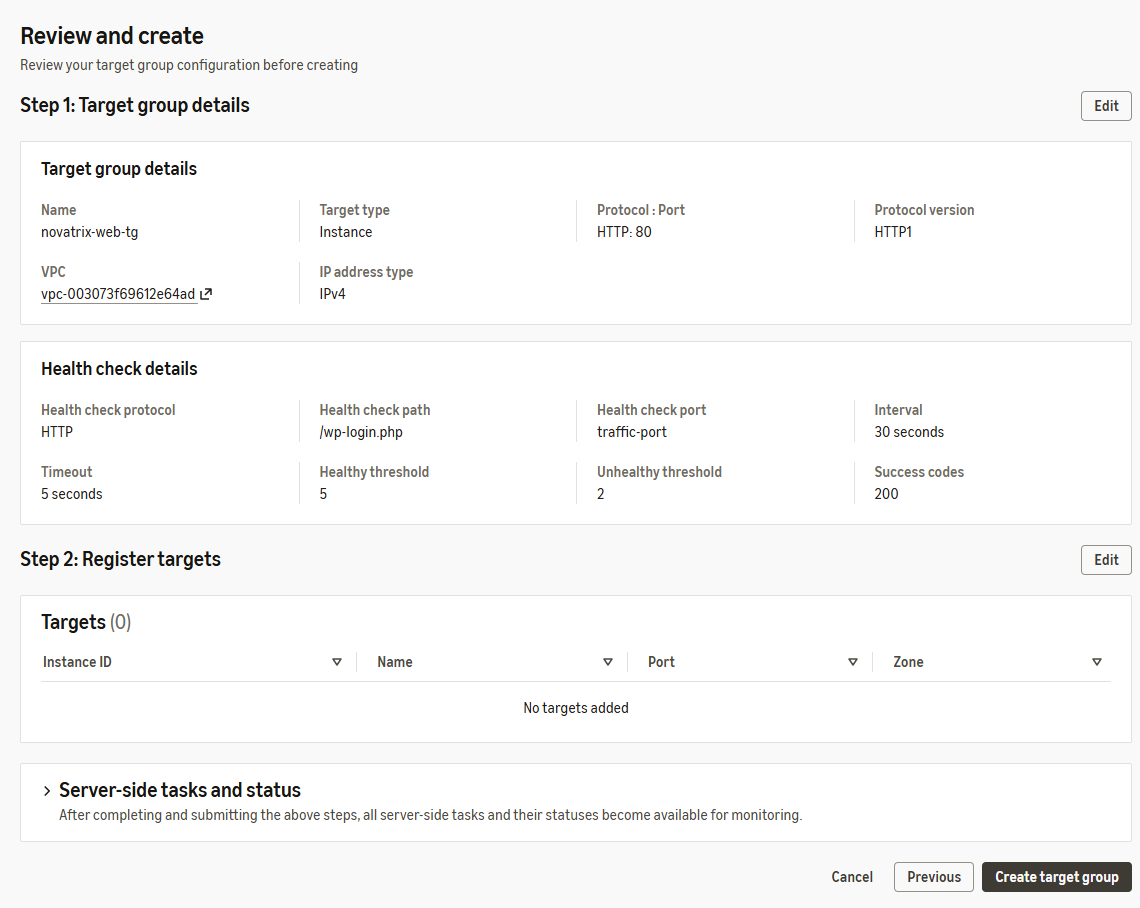 Review and create
Review your target group configuration before creating
Step 1: Target group details
Edit
Target group details
Name
novatrix-web-tg
Target type
Instance
Protocol : Port
HTTP: 80
Protocol version
HTTP1
VPC
vpc-003073f69612e64ad
IP address type
IPv4
Health check details
Health check protocol
HTTP
Health check path
/wp-login.php
Health check port
traffic-port
Interval
30 seconds
Timeout
5 seconds
Healthy threshold
5
Unhealthy threshold
2
Success codes
200
Step 2: Register targets
Edit
Targets (0)
Instance ID
Name
Port
Zone
No targets added
Server-side tasks and status
After completing and submitting the above steps, all server-side tasks and their statuses become available for monitoring.
Cancel
Previous
Create target group